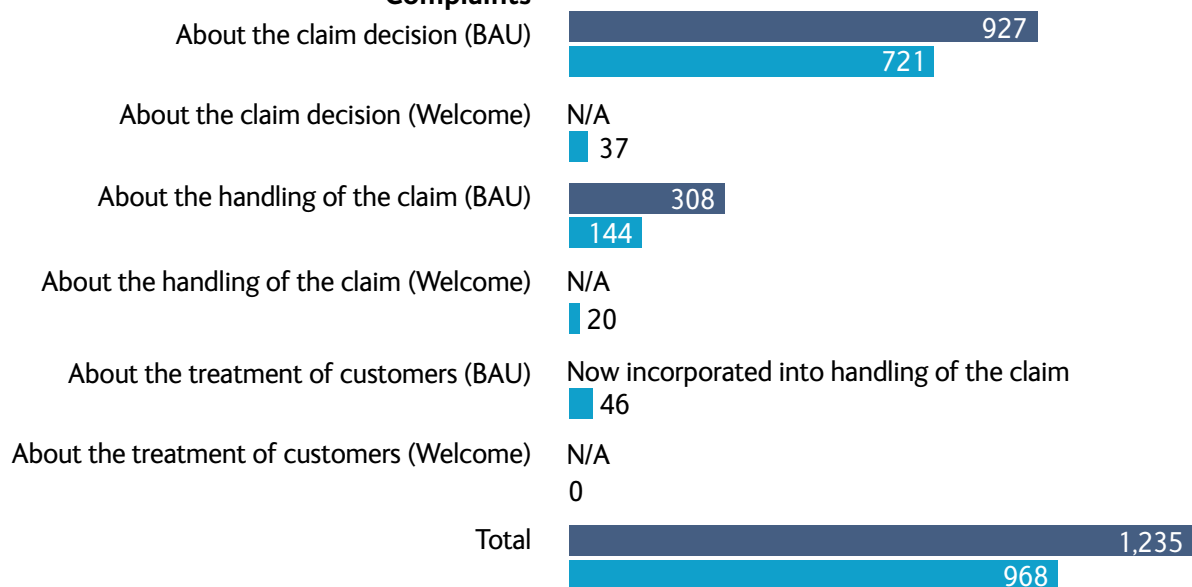 Complaints
About the claim decision (BAU)
927
721
About the claim decision (Welcome)
N/A
37
About the handling of the claim (BAU)
308
144
About the handling of the claim (Welcome)
N/A
20
About the treatment of customers (BAU)
Now incorporated into handling of the claim
46
About the treatment of customers (Welcome)
N/A
0
Total
1,235
968